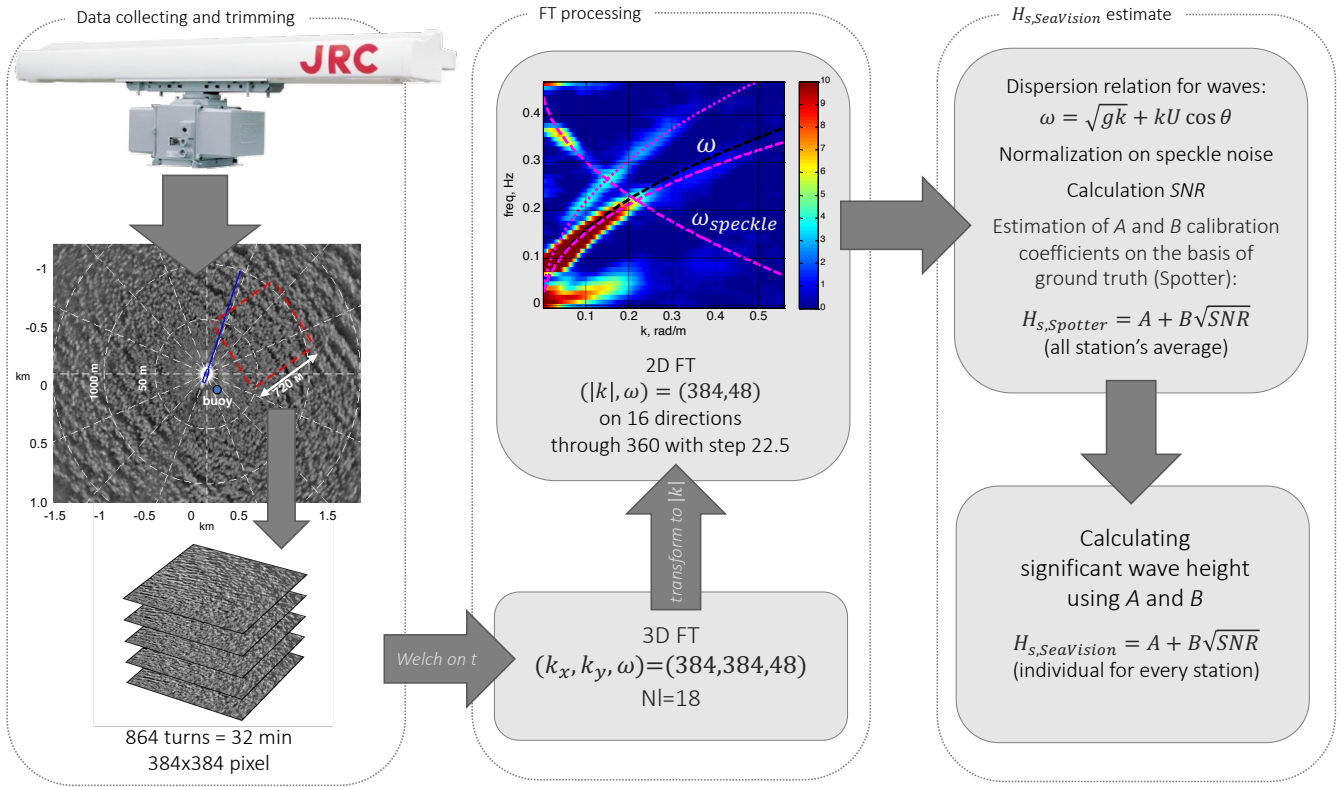 Data collecting and trimming
JRC
-1
-0.5
km
0
0.5
1.0
-1.5 -1 -0.5 0 0.5 1.5
km
1000 m
50 m
buoy
720 м
864 turns = 32 min
384x384 pixel
Welch on t
FT processing
freq, Hz
0.4
0.3
0.2
0.1
0
0.1 0.2 0.3 0.4 0.5
k, rad/m
ω
ω_speckle
10
9
8
7
6
5
4
3
2
1
0
2D FT
(|k|, ω) = (384,48)
on 16 directions
through 360 with step 22.5
transform to |k|
3D FT
(k_x, k_y, ω)=(384,384,48)
Nl=18
H_{s,SeaVision} estimate
Dispersion relation for waves:
ω = √gk + kU cos θ
Normalization on speckle noise
Calculation SNR
Estimation of A and B calibration
coefficients on the basis of
ground truth (Spotter):
H_{s,Spotter} = A + B√SNR
(all station's average)
Calculating
significant wave height
using A and B
H_{s,SeaVision} = A + B√SNR
(individual for every station)